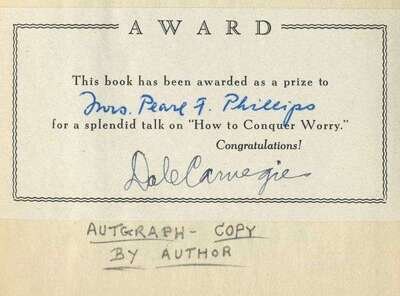 AWARD
This book has been awarded as a prize to
Mrs. Pearl F. Phillips
for a splendid talk on "How to Conquer Worry."
Congratulations!
Dale Carnegie
AUTGRAPH - COPY
BY AUTHOR